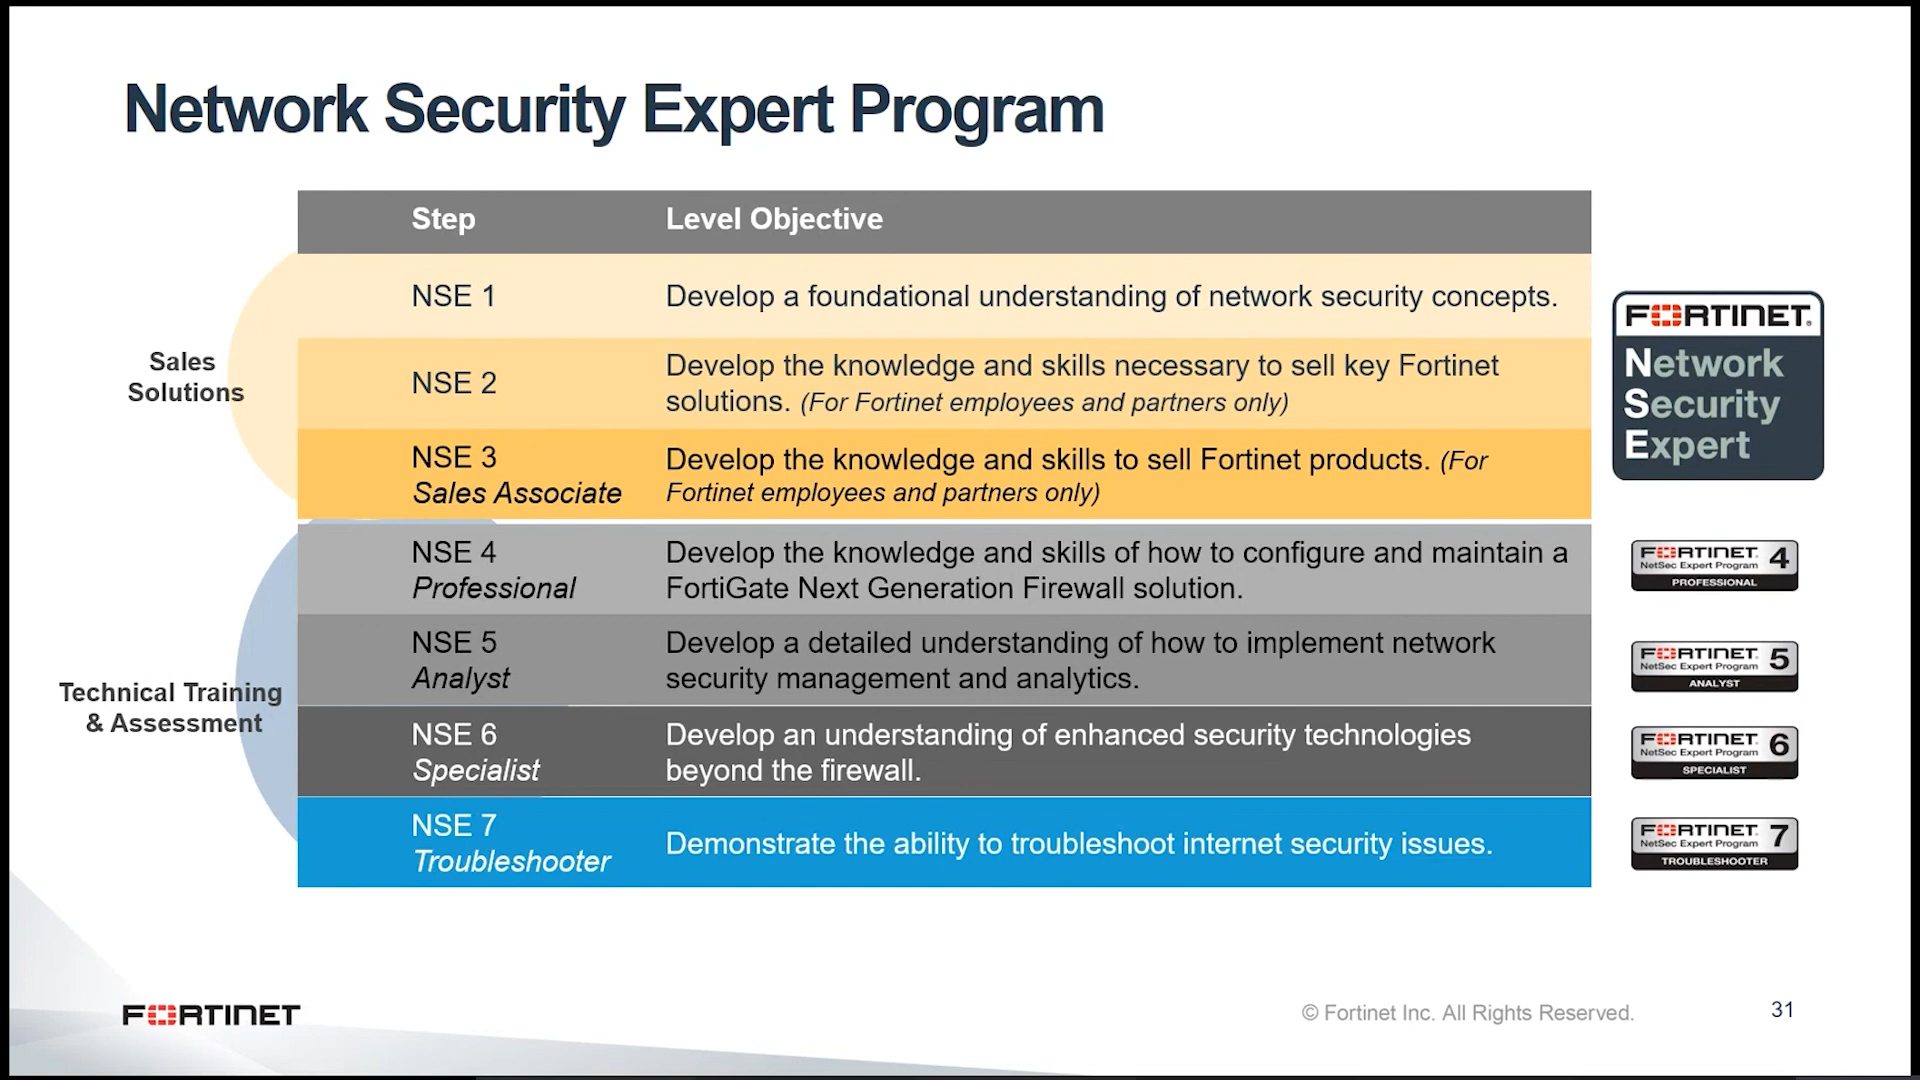 Network Security Expert Program
Step Level Objective
NSE 1 Develop a foundational understanding of network security concepts.
Sales
Solutions
NSE 2 Develop the knowledge and skills necessary to sell key Fortinet
solutions. (For Fortinet employees and partners only)
NSE 3 Develop the knowledge and skills to sell Fortinet products. (For
Sales Associate Fortinet employees and partners only)
FORTINET®
Network
Security
Expert
Technical Training
& Assessment
NSE 4 Develop the knowledge and skills of how to configure and maintain a
Professional FortiGate Next Generation Firewall solution.
FORTINET.
NetSec Expert Program 4
PROFESSIONAL
NSE 5 Develop a detailed understanding of how to implement network
Analyst security management and analytics.
FORTINET.
NetSec Expert Program 5
ANALYST
NSE 6 Develop an understanding of enhanced security technologies
Specialist beyond the firewall.
FORTINET.
NetSec Expert Program 6
SPECIALIST
NSE 7
Troubleshooter Demonstrate the ability to troubleshoot internet security issues.
FORTINET.
NetSec Expert Program 7
TROUBLESHOOTER
FORTINET © Fortinet Inc. All Rights Reserved. 31